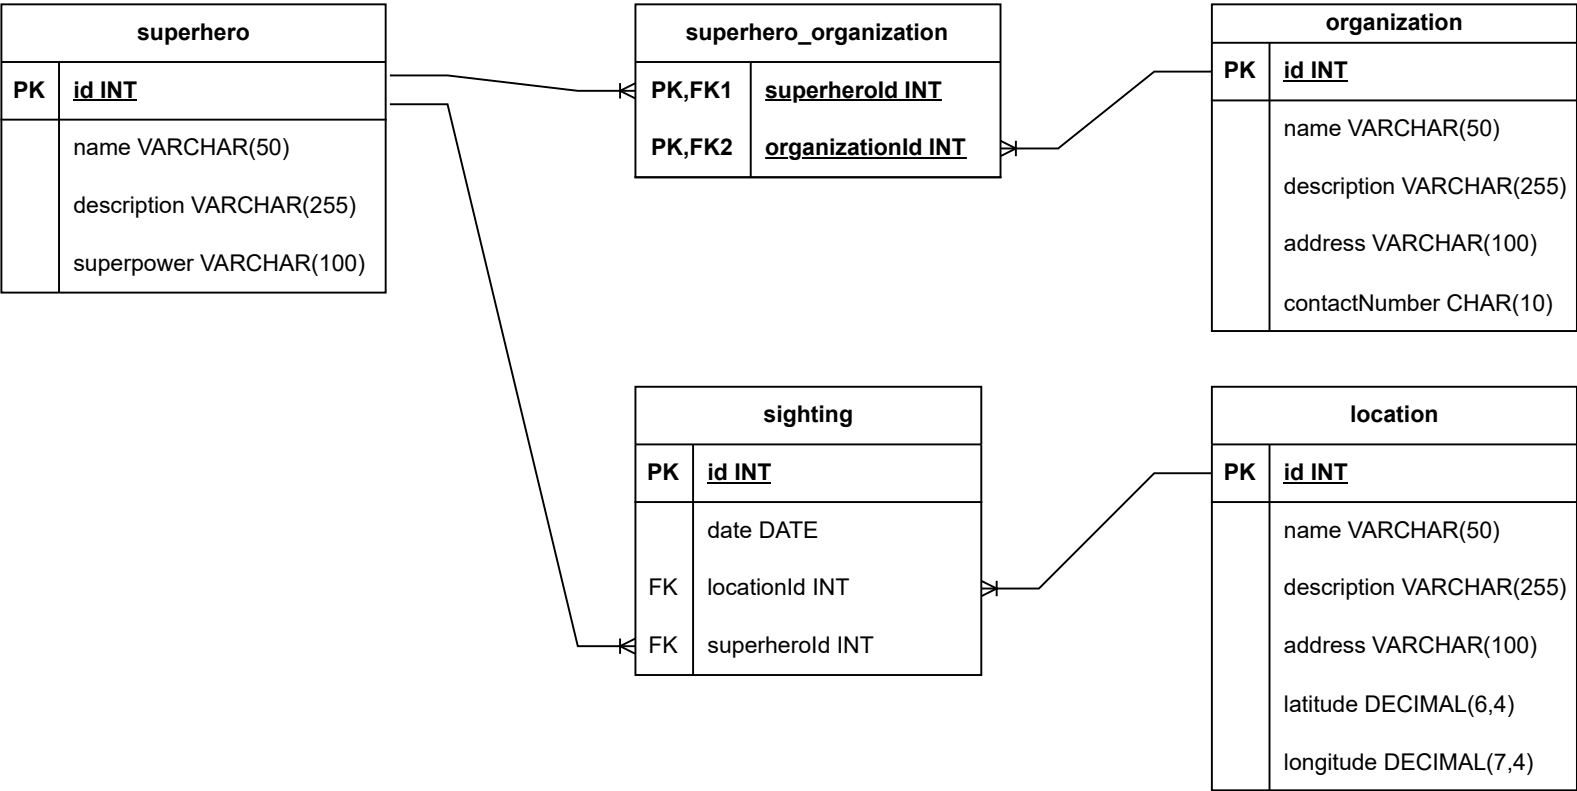 superhero
PK id INT
name VARCHAR(50)
description VARCHAR(255)
superpower VARCHAR(100)
superhero_organization
PK,FK1 superheroId INT
PK,FK2 organizationId INT
organization
PK id INT
name VARCHAR(50)
description VARCHAR(255)
address VARCHAR(100)
contactNumber CHAR(10)
sighting
PK id INT
date DATE
FK locationId INT
FK superheroId INT
location
PK id INT
name VARCHAR(50)
description VARCHAR(255)
address VARCHAR(100)
latitude DECIMAL(6,4)
longitude DECIMAL(7,4)